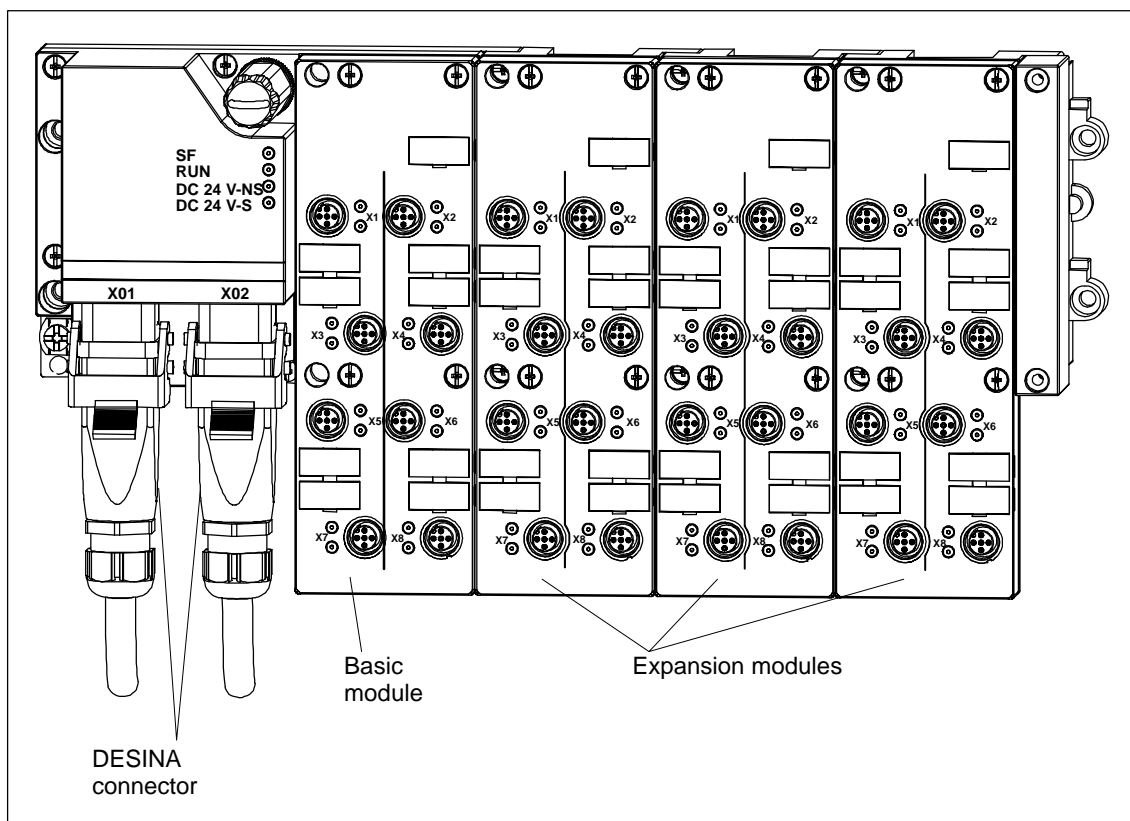 SF
RUN
DC 24 V-NS
DC 24 V-S
X01 X02
X1 X2 X1 X2 X1 X2 X1 X2
X3 X4 X3 X4 X3 X4 X3 X4
X5 X6 X5 X6 X5 X6 X5 X6
X7 X8 X7 X8 X7 X8 X7 X8
Basic
module
Expansion modules
DESINA
connector